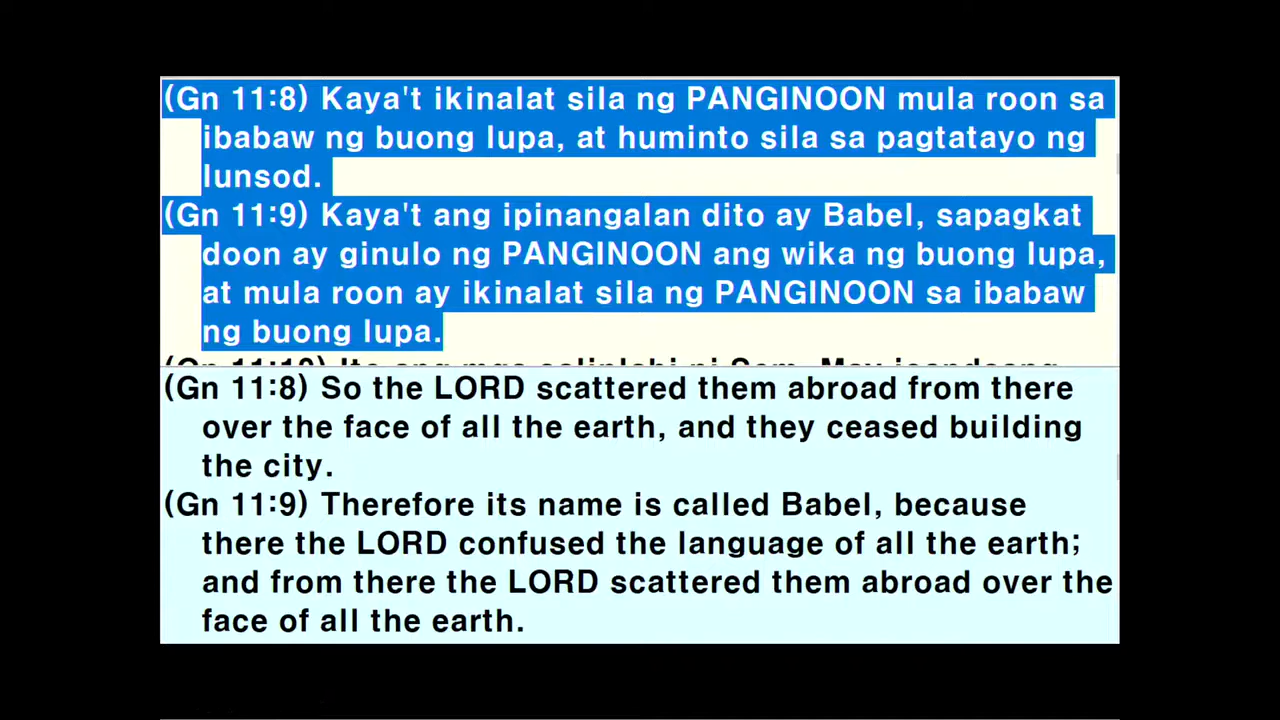 (Gn 11:8) Kaya't ikinalat sila ng PANGINOON mula roon sa
ibabaw ng buong lupa, at huminto sila sa pagtatayo ng
lunsod.
(Gn 11:9) Kaya't ang ipinangalan dito ay Babel, sapagkat
doon ay ginulo ng PANGINOON ang wika ng buong lupa,
at mula roon ay ikinalat sila ng PANGINOON sa ibabaw
ng buong lupa.
(Gn 11:10) Ito ang mga
(Gn 11:8) So the LORD scattered them abroad from there
over the face of all the earth, and they ceased building
the city.
(Gn 11:9) Therefore its name is called Babel, because
there the LORD confused the language of all the earth;
and from there the LORD scattered them abroad over the
face of all the earth.